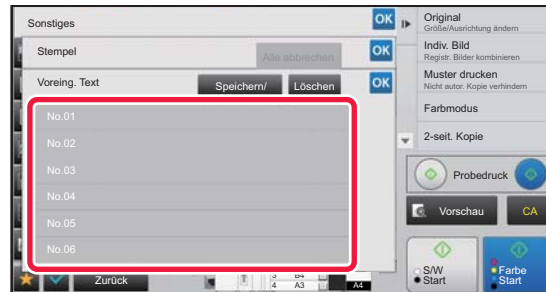 Sonstiges
OK
Stempel
Alle abbrechen
OK
Voreing. Text
Speichern/
Löschen
OK
No.01
No.02
No.03
No.04
No.05
No.06
Zurück
3 B4
4 A3
A4
Original
Größe/Ausrichtung ändern
Indiv. Bild
Registr. Bilder kombinieren
Muster drucken
Nicht autor. Kopie verhindern
Farbmodus
2-seit. Kopie
Probedruck
Vorschau
CA
S/W
Start
Farbe
Start